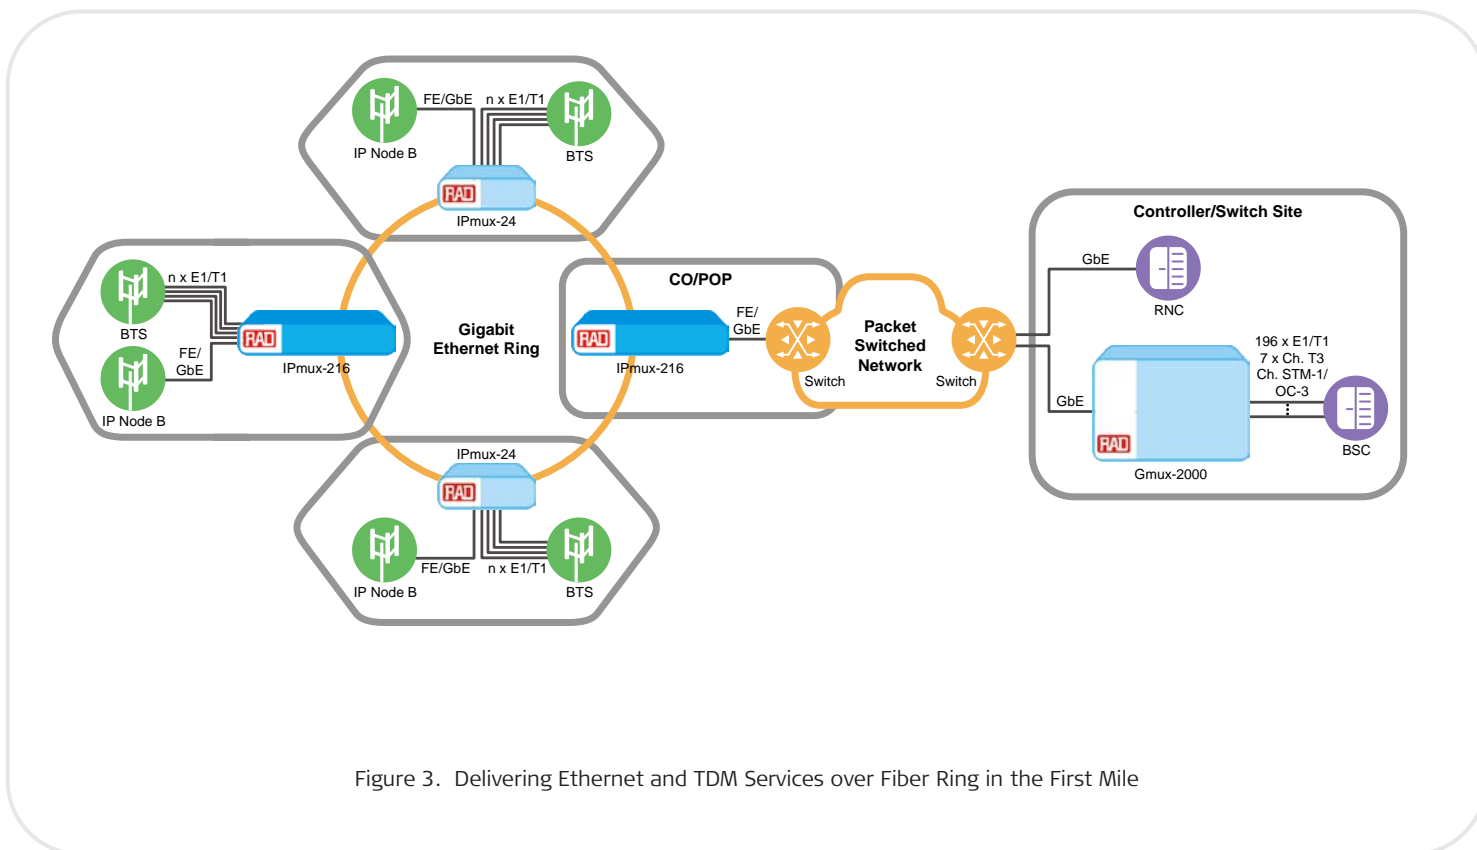 FE/GbE
n x E1/T1
IP Node B
BTS
RAD
IPmux-24
n x E1/T1
BTS
FE/
GbE
IP Node B
RAD
IPmux-216
Gigabit
Ethernet Ring
CO/POP
RAD
IPmux-216
FE/
GbE
Switch
Packet
Switched
Network
Switch
IPmux-24
RAD
FE/GbE
n x E1/T1
IP Node B
BTS
Controller/Switch Site
GbE
RNC
GbE
196 x E1/T1
7 x Ch. T3
Ch. STM-1/
OC-3
RAD
Gmux-2000
BSC
Figure 3. Delivering Ethernet and TDM Services over Fiber Ring in the First Mile